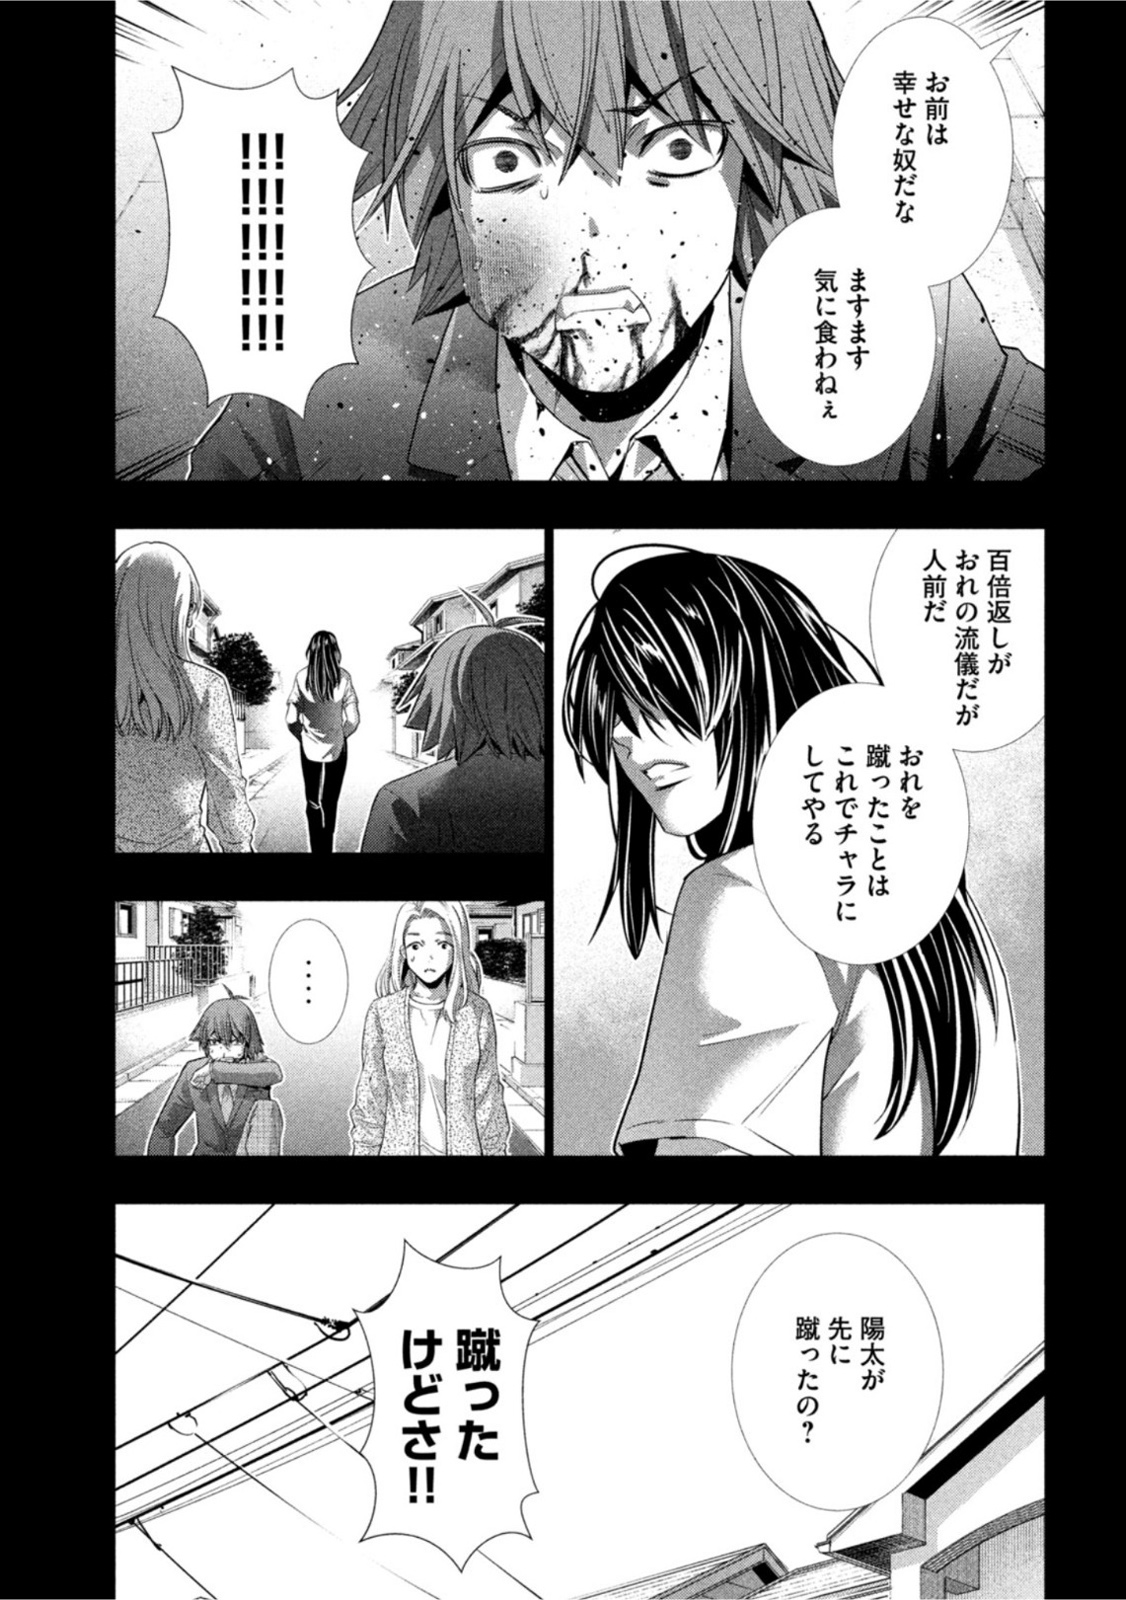 お前は
幸せな奴だな
ますます
気に食わねぇ
!!!!!!!!!!!!!!!
百倍返しが
おれの流儀だが
人前だ
おれを
蹴ったことは
これでチャラに
してやる
・・・・
陽太が
先に
蹴ったの?
蹴った
けどさ!!